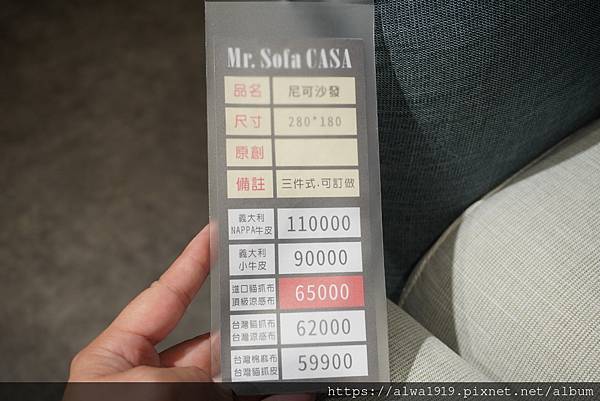 Mr. Sofa CASA
品名 尼可沙發
尺寸 280*180
原創
備註 三件式.可訂做
義大利
NAPPA牛皮 110000
義大利
小牛皮 90000
進口貓抓布
頂級涼感布 65000
台灣貓抓布
台灣涼感布 62000
台灣棉麻布
台灣貓抓皮 59900
https://alwa1919.pixnet.net/album